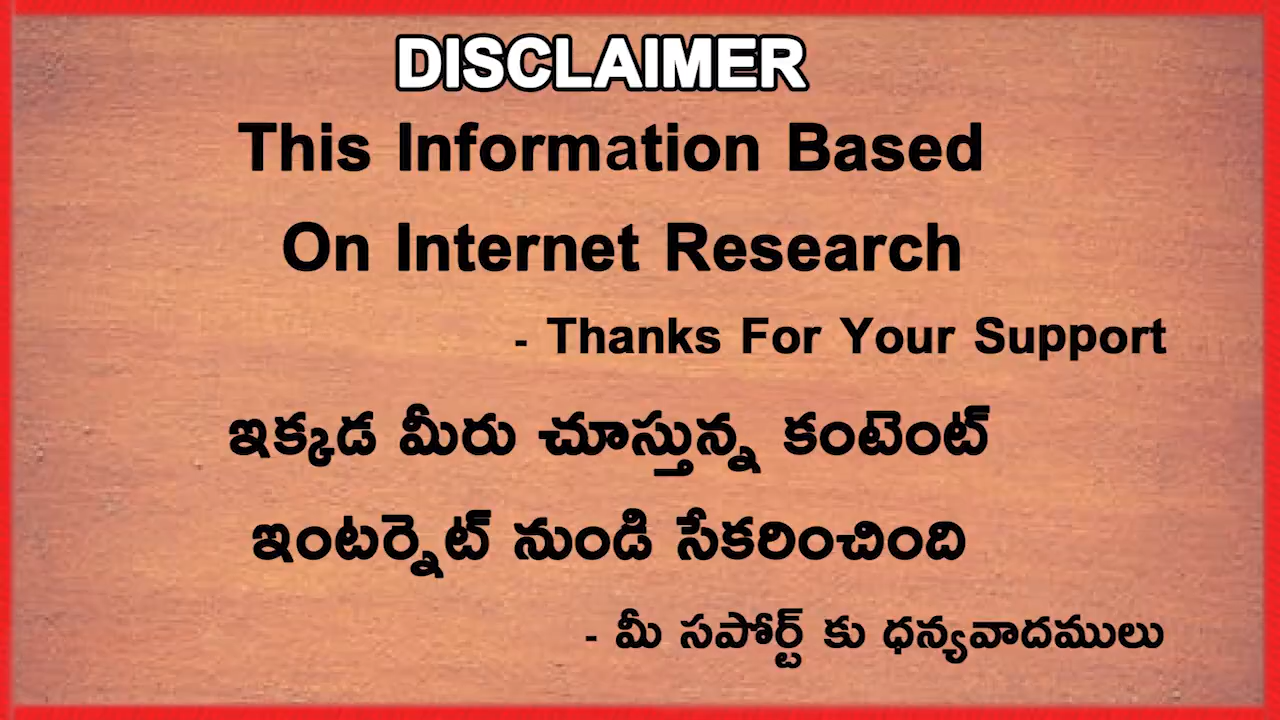 DISCLAIMER
This Information Based
On Internet Research
- Thanks For Your Support
ఇక్కడ మీరు చూస్తున్న కంటెంట్
ఇంటర్నెట్ నుండి సేకరించింది
- మీ సపోర్ట్ కు ధన్యవాదములు